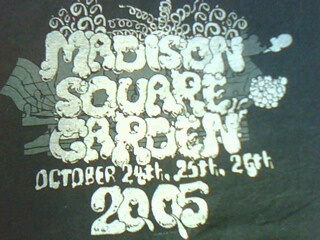 MADISON
SQUARE
GARDEN
OCTOBER 24th, 25th, 26th
2005